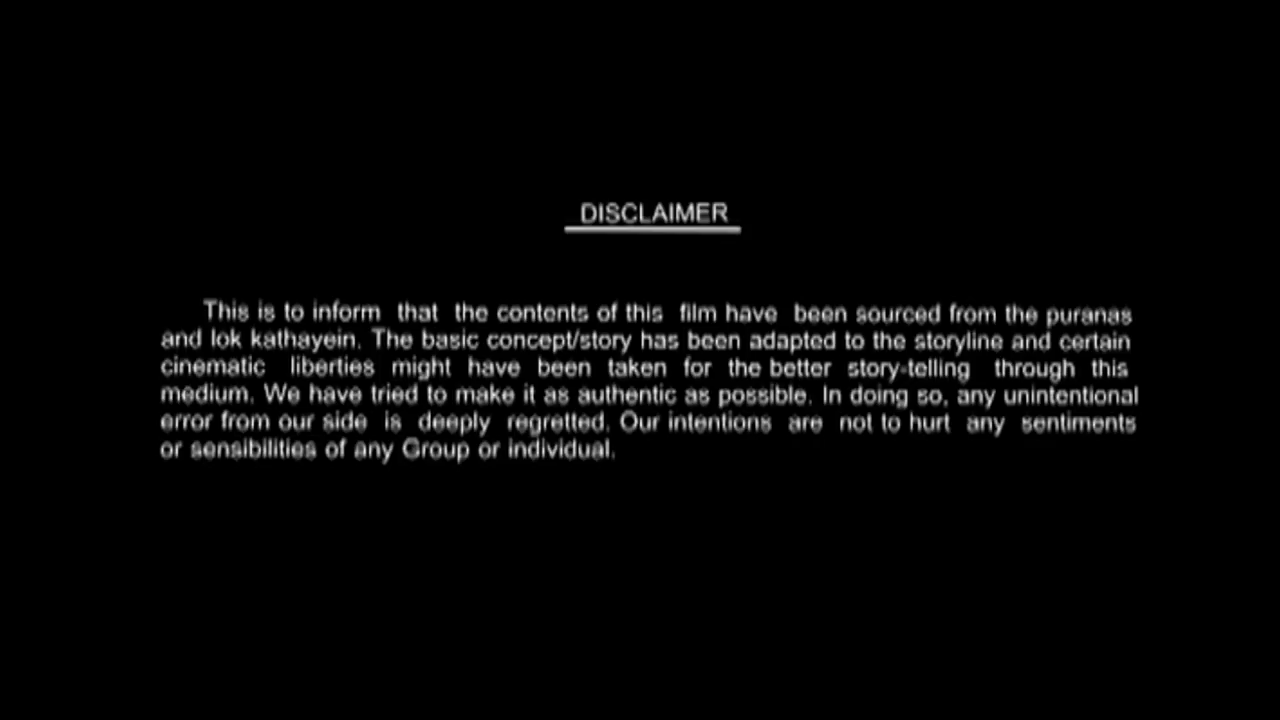 DISCLAIMER
This is to inform that the contents of this film have been sourced from the puranas
and lok kathayein. The basic concept/story has been adapted to the storyline and certain
cinematic liberties might have been taken for the better story-telling through this
medium. We have tried to make it as authentic as possible. In doing so, any unintentional
error from our side is deeply regretted. Our intentions are not to hurt any sentiments
or sensibilities of any Group or individual.